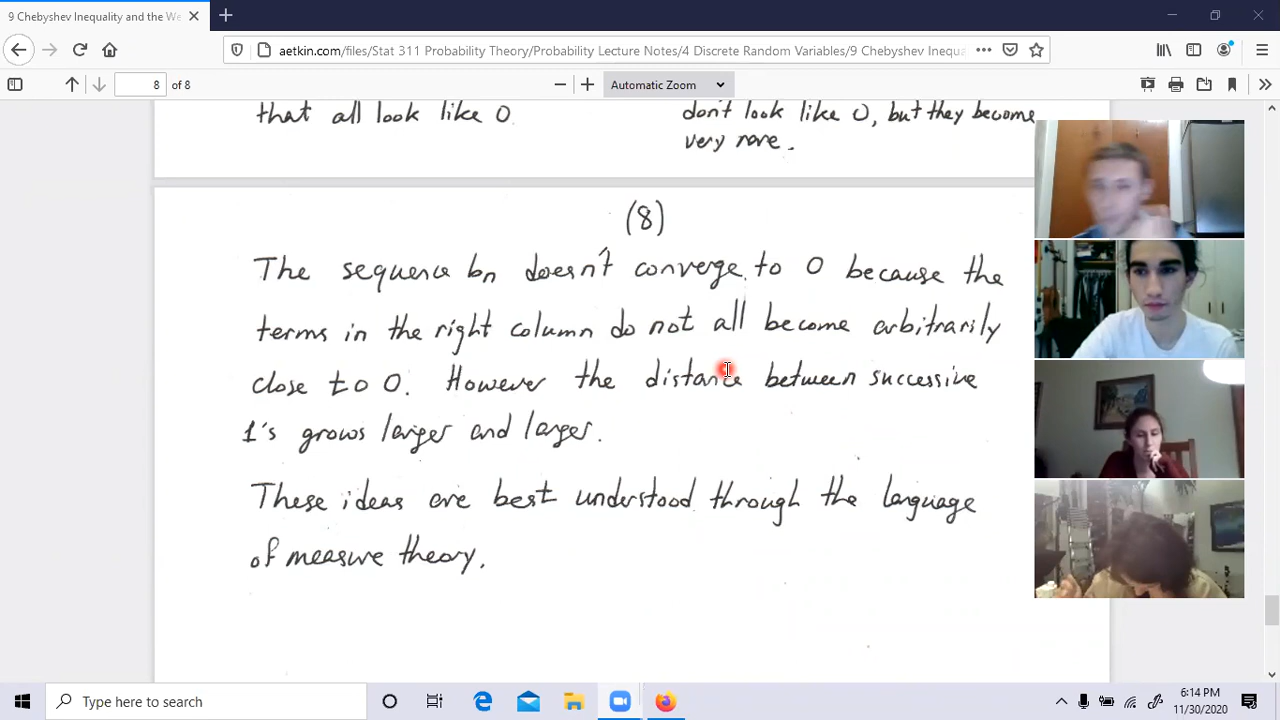 9 Chebyshev Inequality and the We
aetkin.com/files/Stat 311 Probability Theory/Probability Lecture Notes/4 Discrete Random Variables/9 Chebyshev Inequa
8 of 8
Automatic Zoom
that all look like 0.
don't look like 0, but they become
very rare.
(8)
The sequence bn doesn't converge to 0 because the
terms in the right column do not all become arbitrarily
close to 0. However the distance between successive
1's grows larger and larger.
These ideas are best understood through the language
of measure theory.
Type here to search
6:14 PM
11/30/2020